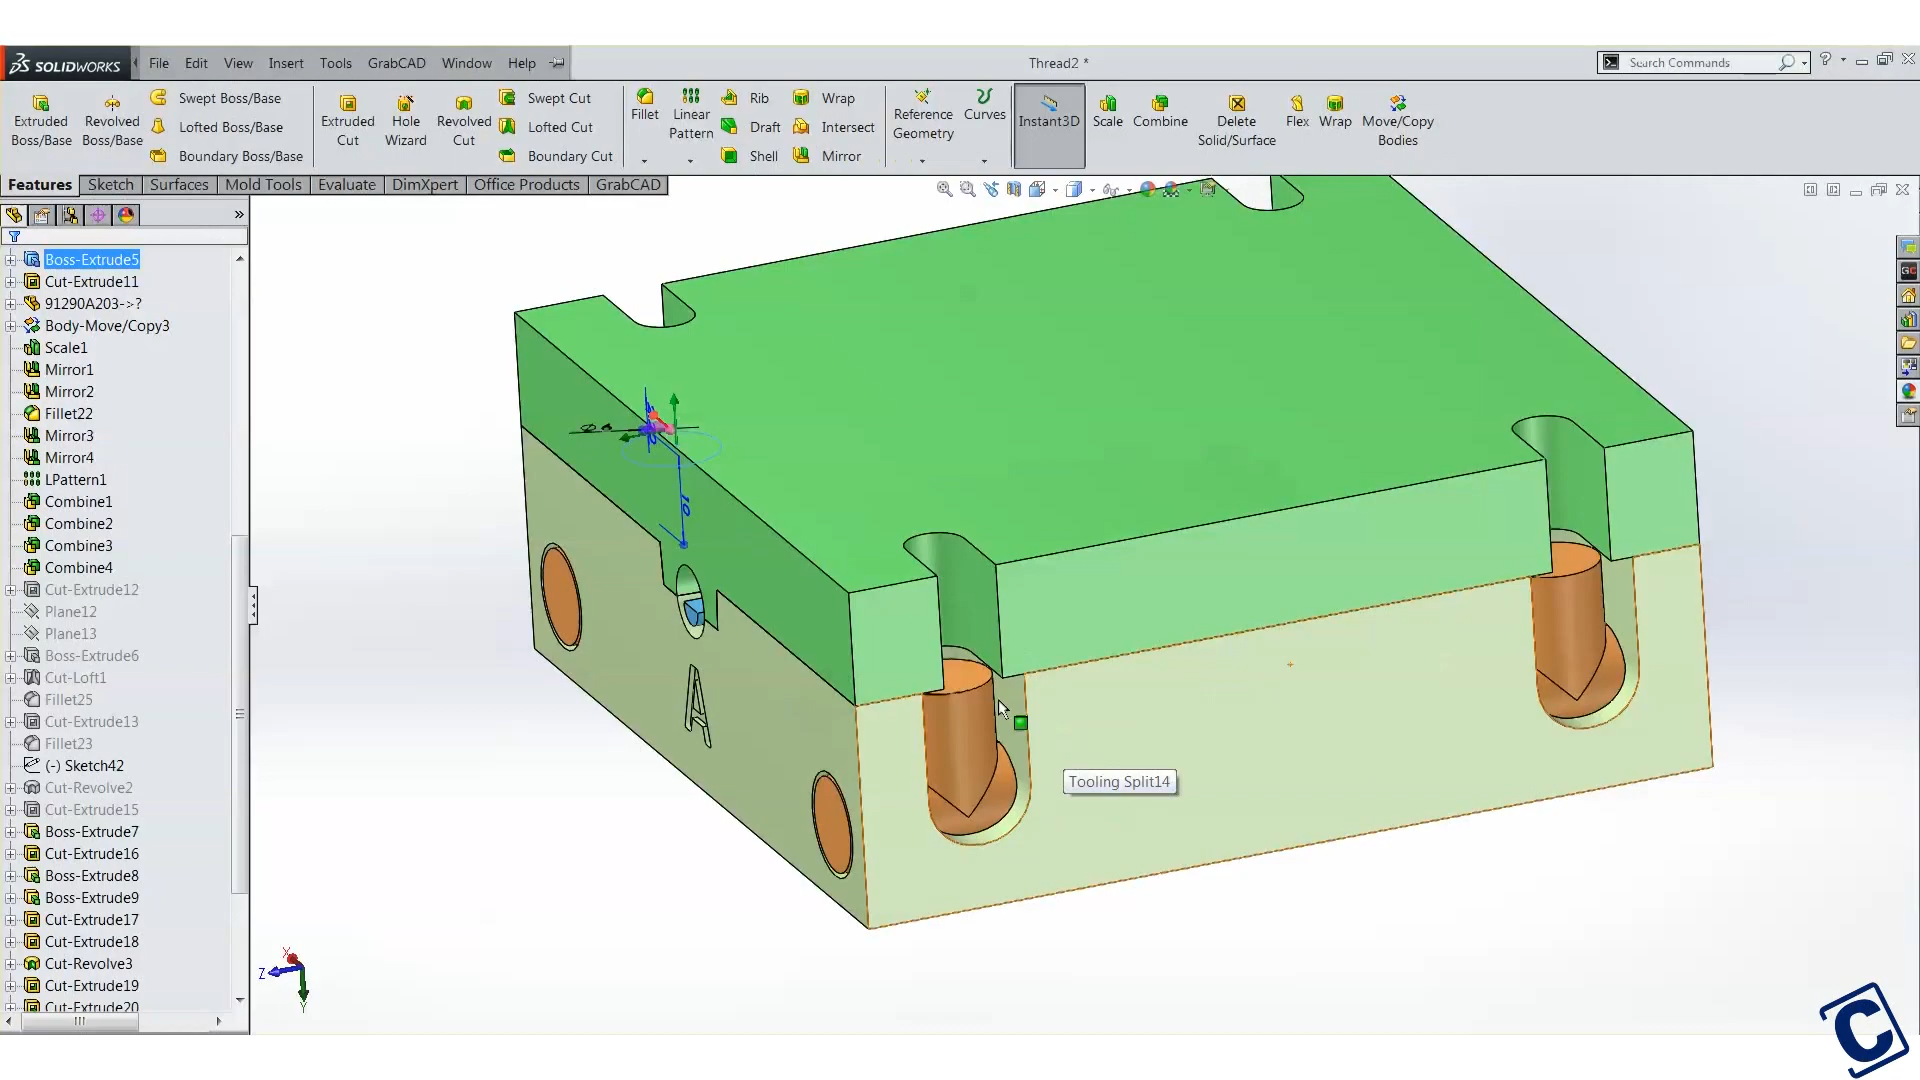 SOLIDWORKS File Edit View Insert Tools GrabCAD Window Help Thread2 * Search Commands ?
Extruded Boss/Base
Revolved Boss/Base
Swept Boss/Base
Lofted Boss/Base
Boundary Boss/Base
Extruded Cut
Hole Wizard
Revolved Cut
Swept Cut
Lofted Cut
Boundary Cut
Fillet
Linear Pattern
Rib
Draft
Shell
Wrap
Intersect
Mirror
Reference Geometry
Curves
Instant3D
Scale
Combine
Delete Solid/Surface
Flex
Wrap
Move/Copy Bodies
Features Sketch Surfaces Mold Tools Evaluate DimXpert Office Products GrabCAD
Boss-Extrude5
Cut-Extrude11
91290A203->?
Body-Move/Copy3
Scale1
Mirror1
Mirror2
Fillet22
Mirror3
Mirror4
LPattern1
Combine1
Combine2
Combine3
Combine4
Cut-Extrude12
Plane12
Plane13
Boss-Extrude6
Cut-Loft1
Fillet25
Cut-Extrude13
Fillet23
(-) Sketch42
Cut-Revolve2
Cut-Extrude15
Boss-Extrude7
Cut-Extrude16
Boss-Extrude8
Boss-Extrude9
Cut-Extrude17
Cut-Extrude18
Cut-Revolve3
Cut-Extrude19
Cut-Extrude20
10
A
Tooling Split14
X
Z
Y
C